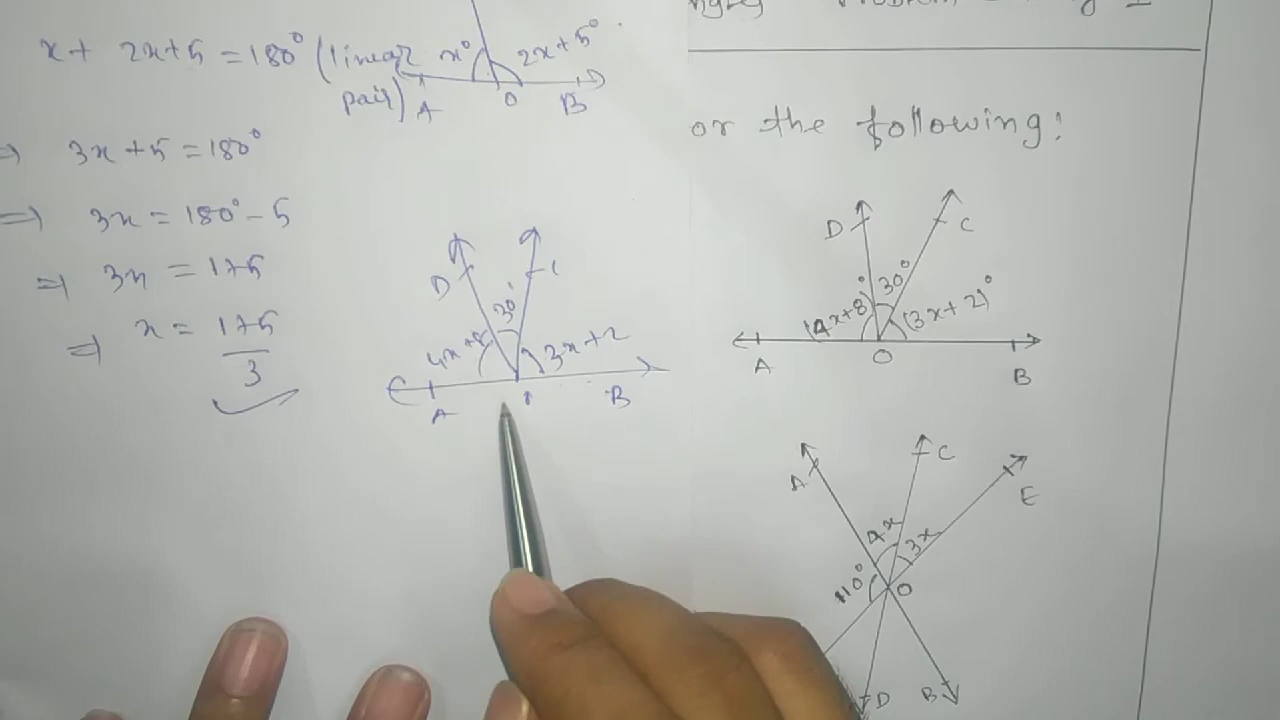 x + 2x+5 = 180° (linear pair)
x° 2x+5°
A O B
⇒ 3x+5 = 180°
⇒ 3x = 180° - 5
⇒ 3x = 175
⇒ x = 175/3
D C
4x+8 30° 3x+2
A B
or the following:
D C
(4x+8)° 30° (3x+2)°
A O B
A C E
4x 3x
110° O
D B